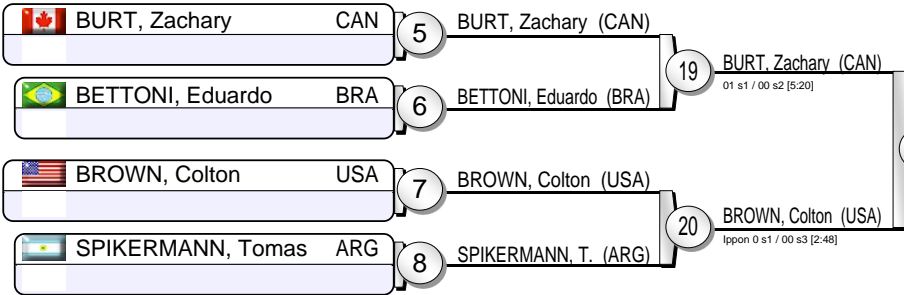 BURT, Zachary CAN
5
BURT, Zachary (CAN)
19
BURT, Zachary (CAN)
01 s1 / 00 s2 [5:20]
BETTONI, Eduardo BRA
6
BETTONI, Eduardo (BRA)
BROWN, Colton USA
7
BROWN, Colton (USA)
20
BROWN, Colton (USA)
Ippon 0 s1 / 00 s3 [2:48]
SPIKERMANN, Tomas ARG
8
SPIKERMANN, T. (ARG)